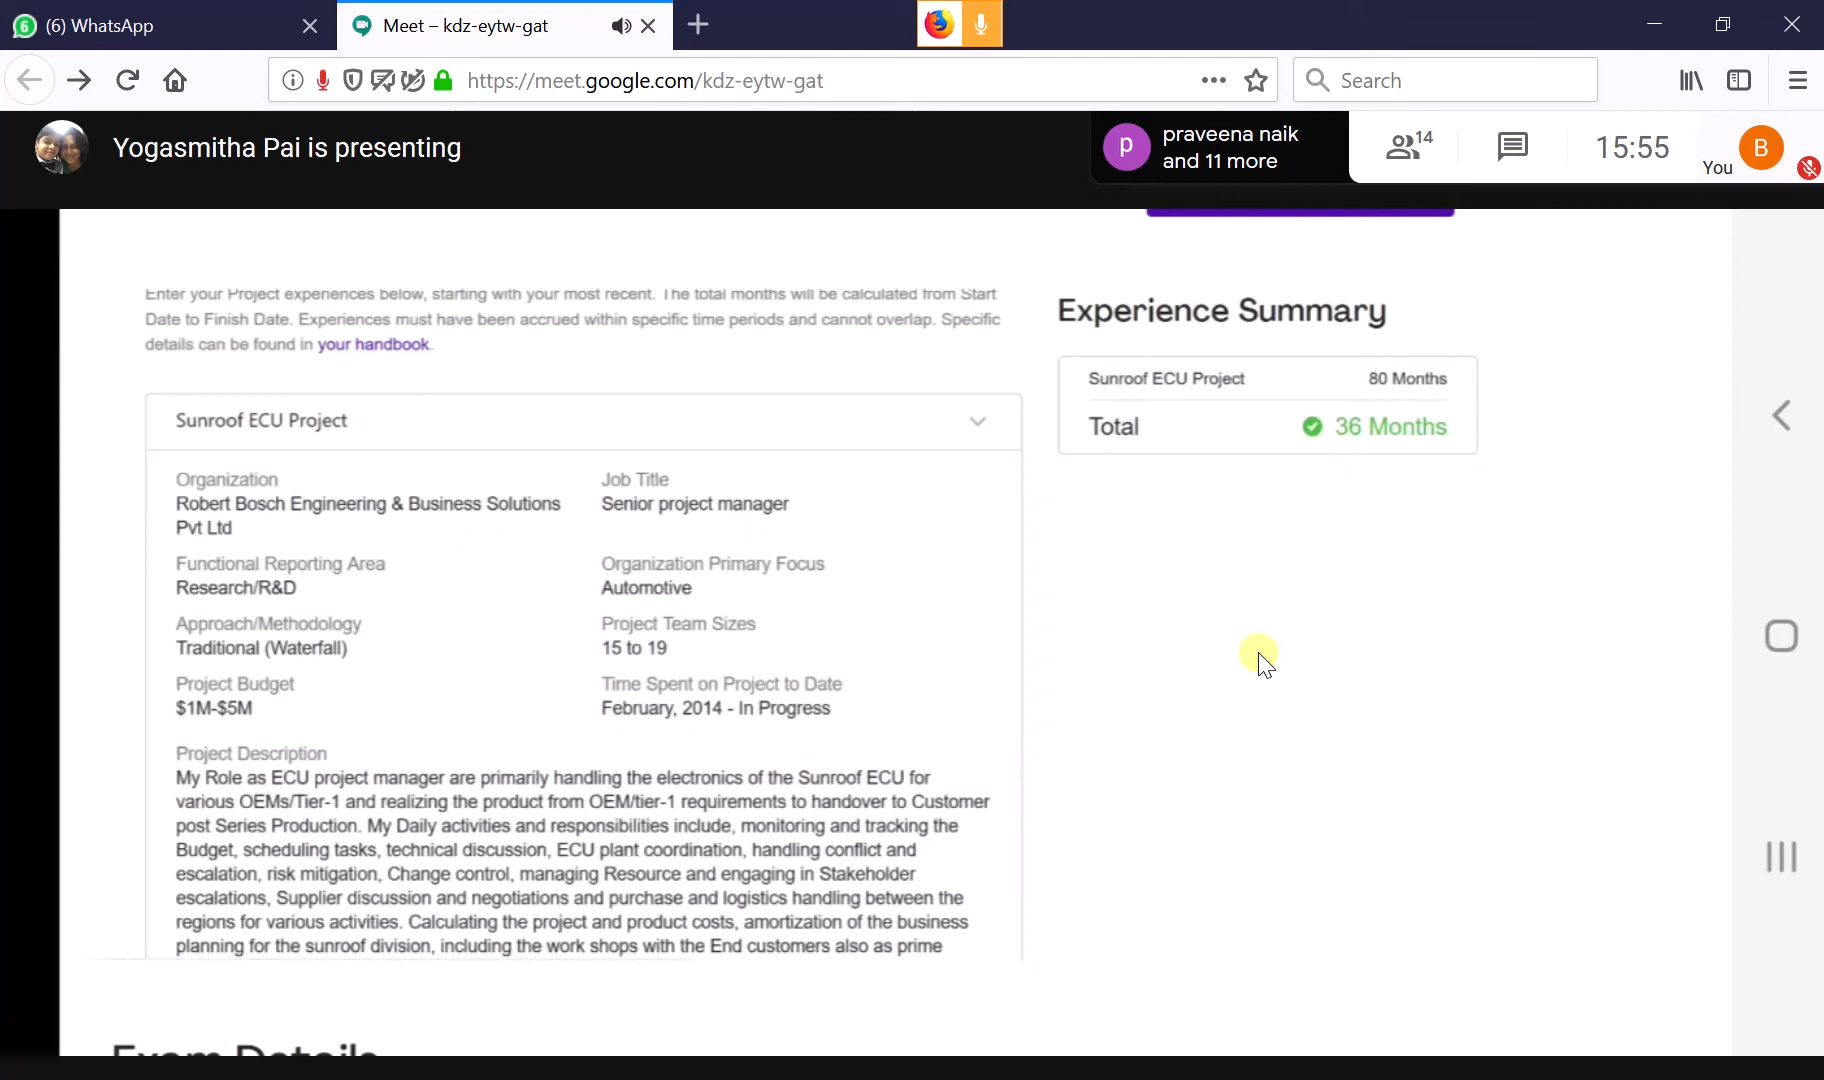 6
(6) WhatsApp
Meet – kdz-eytw-gat
https://meet.google.com/kdz-eytw-gat
Search
Yogasmitha Pai is presenting
p
praveena naik
and 11 more
14
15:55
You
B
Enter your Project experiences below, starting with your most recent. The total months will be calculated from Start
Date to Finish Date. Experiences must have been accrued within specific time periods and cannot overlap. Specific
details can be found in your handbook.
Experience Summary
Sunroof ECU Project 80 Months
Total 36 Months
Sunroof ECU Project
Organization
Robert Bosch Engineering & Business Solutions
Pvt Ltd
Job Title
Senior project manager
Functional Reporting Area
Research/R&D
Organization Primary Focus
Automotive
Approach/Methodology
Traditional (Waterfall)
Project Team Sizes
15 to 19
Project Budget
$1M-$5M
Time Spent on Project to Date
February, 2014 - In Progress
Project Description
My Role as ECU project manager are primarily handling the electronics of the Sunroof ECU for
various OEMs/Tier-1 and realizing the product from OEM/tier-1 requirements to handover to Customer
post Series Production. My Daily activities and responsibilities include, monitoring and tracking the
Budget, scheduling tasks, technical discussion, ECU plant coordination, handling conflict and
escalation, risk mitigation, Change control, managing Resource and engaging in Stakeholder
escalations, Supplier discussion and negotiations and purchase and logistics handling between the
regions for various activities. Calculating the project and product costs, amortization of the business
planning for the sunroof division, including the work shops with the End customers also as prime
Exam Details